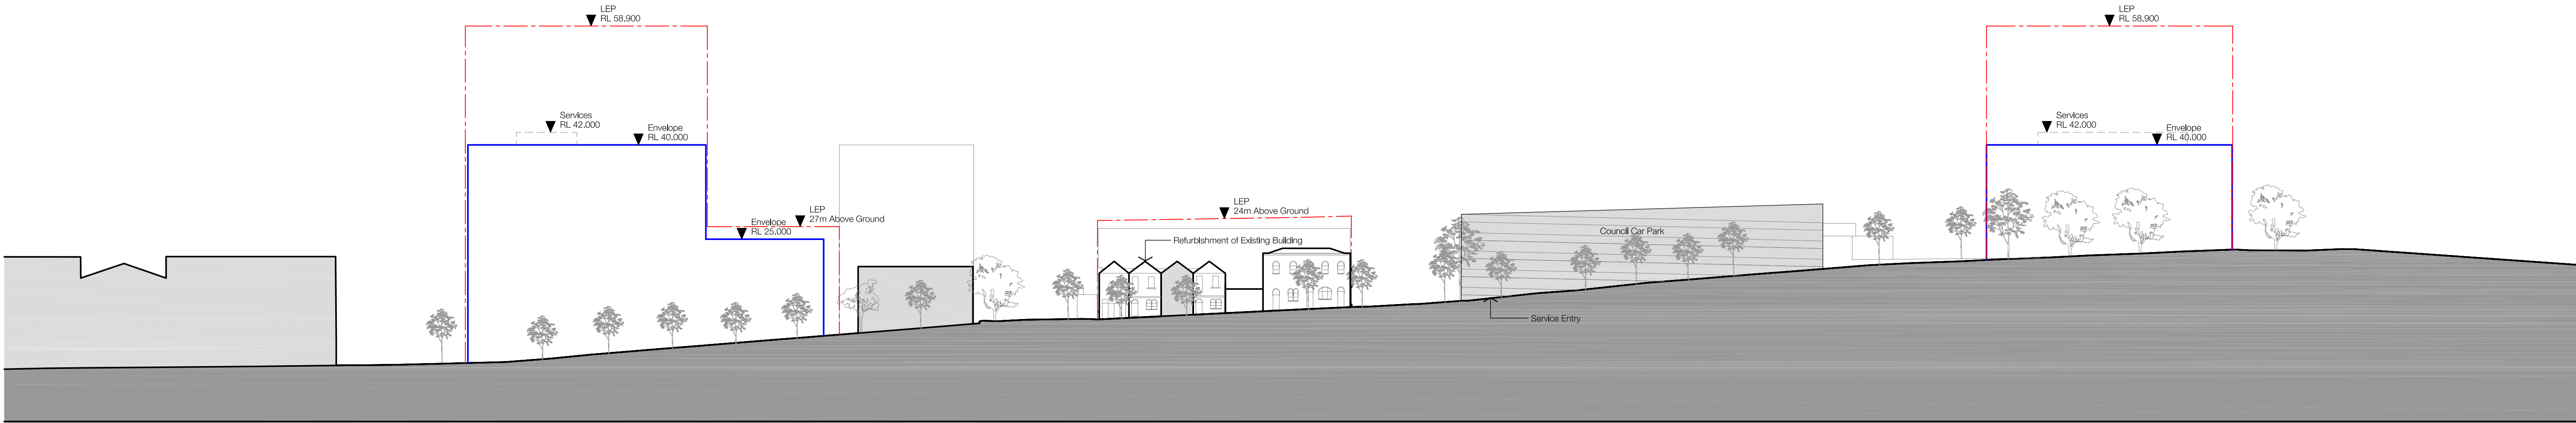 LEP
RL 58.900
Services
RL 42.000
Envelope
RL 40.000
Envelope
RL 25.000
LEP
27m Above Ground
LEP
24m Above Ground
Refurbishment of Existing Building
Council Car Park
Service Entry
LEP
RL 58.900
Services
RL 42.000
Envelope
RL 40.000